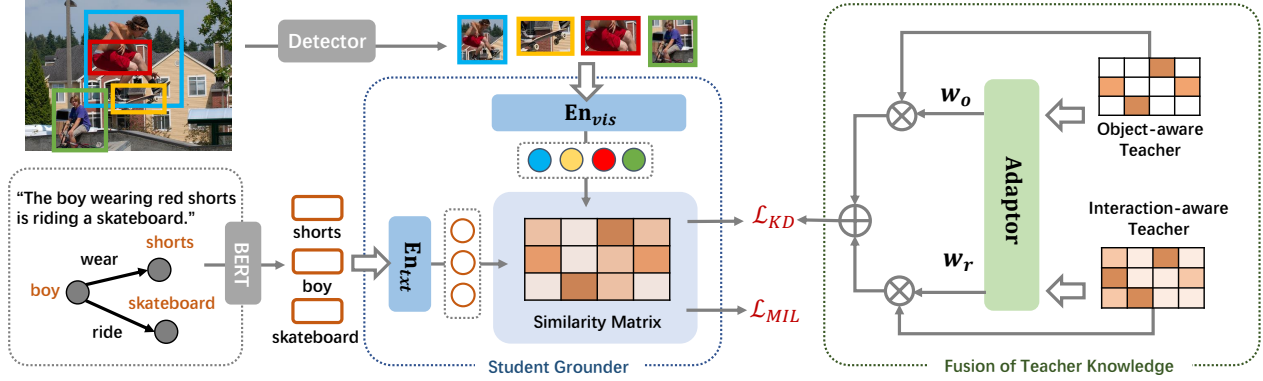 Detector
"The boy wearing red shorts
is riding a skateboard."
shorts
wear
boy
skateboard
ride
BERT
shorts
boy
skateboard
En_vis
En_txt
Similarity Matrix
Student Grounder
ℒ_KD
ℒ_MIL
w_o
w_r
Adaptor
Object-aware
Teacher
Interaction-aware
Teacher
Fusion of Teacher Knowledge